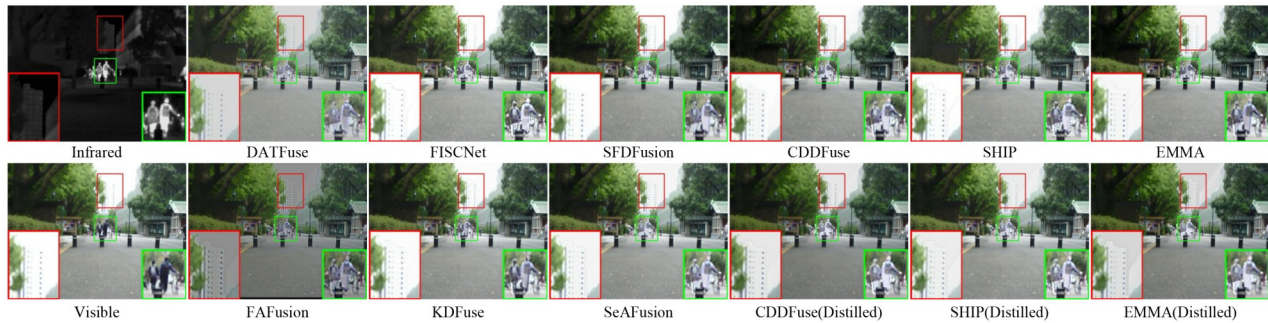 Infrared DATFuse FISCNet SFDFusion CDDFuse SHIP EMMA
Visible FAFusion KDFuse SeAFusion CDDFuse(Distilled) SHIP(Distilled) EMMA(Distilled)